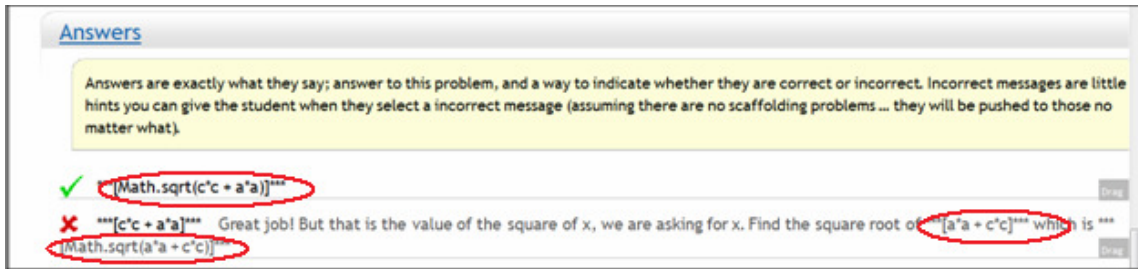 Answers
Answers are exactly what they say; answer to this problem, and a way to indicate whether they are correct or incorrect. Incorrect messages are little
hints you can give the student when they select a incorrect message (assuming there are no scaffolding problems ... they will be pushed to those no
matter what).
***[Math.sqrt(c*c + a*a)]***
Drag
***[c*c + a*a]*** Great job! But that is the value of the square of x, we are asking for x. Find the square root of ***[a*a + c*c]*** which is ***
[Math.sqrt(a*a + c*c)]***
Drag